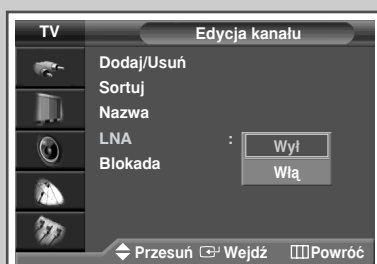 TV
Edycja kanału
Dodaj/Usuń
Sortuj
Nazwa
LNA : Wył
Włą
Blokada
Przesuń Wejdź Powróć